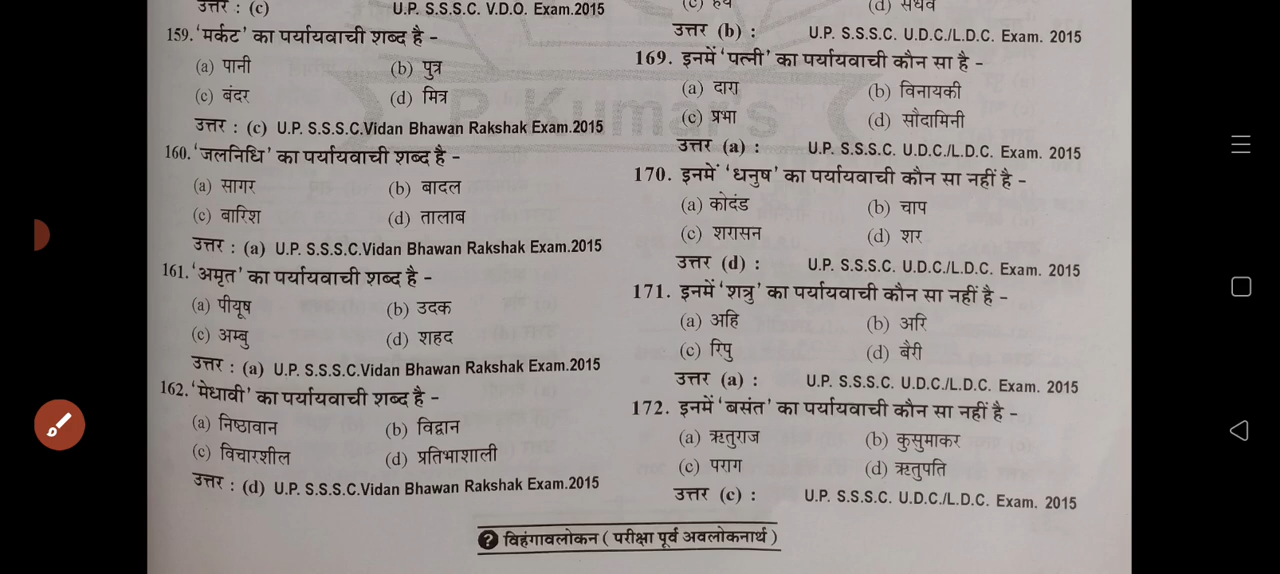 उत्तर : (c) U.P. S.S.S.C. V.D.O. Exam.2015
159. 'मर्कट' का पर्यायवाची शब्द है -
(a) पानी (b) पुत्र
(c) बंदर (d) मित्र
उत्तर : (c) U.P. S.S.S.C.Vidan Bhawan Rakshak Exam.2015
160. 'जलनिधि' का पर्यायवाची शब्द है -
(a) सागर (b) बादल
(c) बारिश (d) तालाब
उत्तर : (a) U.P. S.S.S.C.Vidan Bhawan Rakshak Exam.2015
161. 'अमृत' का पर्यायवाची शब्द है -
(a) पीयूष (b) उदक
(c) अम्बु (d) शहद
उत्तर : (a) U.P. S.S.S.C.Vidan Bhawan Rakshak Exam.2015
162. 'मेधावी' का पर्यायवाची शब्द है -
(a) निष्ठावान (b) विद्वान
(c) विचारशील (d) प्रतिभाशाली
उत्तर : (d) U.P. S.S.S.C.Vidan Bhawan Rakshak Exam.2015
(c) हय (d) सैंधव
उत्तर (b) : U.P. S.S.S.C. U.D.C./L.D.C. Exam. 2015
169. इनमें 'पत्नी' का पर्यायवाची कौन सा है -
(a) दारा (b) विनायकी
(c) प्रभा (d) सौदामिनी
उत्तर (a) : U.P. S.S.S.C. U.D.C./L.D.C. Exam. 2015
170. इनमें 'धनुष' का पर्यायवाची कौन सा नहीं है -
(a) कोदंड (b) चाप
(c) शरासन (d) शर
उत्तर (d) : U.P. S.S.S.C. U.D.C./L.D.C. Exam. 2015
171. इनमें 'शत्रु' का पर्यायवाची कौन सा नहीं है -
(a) अहि (b) अरि
(c) रिपु (d) बैरी
उत्तर (a) : U.P. S.S.S.C. U.D.C./L.D.C. Exam. 2015
172. इनमें 'बसंत' का पर्यायवाची कौन सा नहीं है -
(a) ऋतुराज (b) कुसुमाकर
(c) पराग (d) ऋतुपति
उत्तर (c) : U.P. S.S.S.C. U.D.C./L.D.C. Exam. 2015
? विहंगावलोकन ( परीक्षा पूर्व अवलोकनार्थ )
P Kumar's